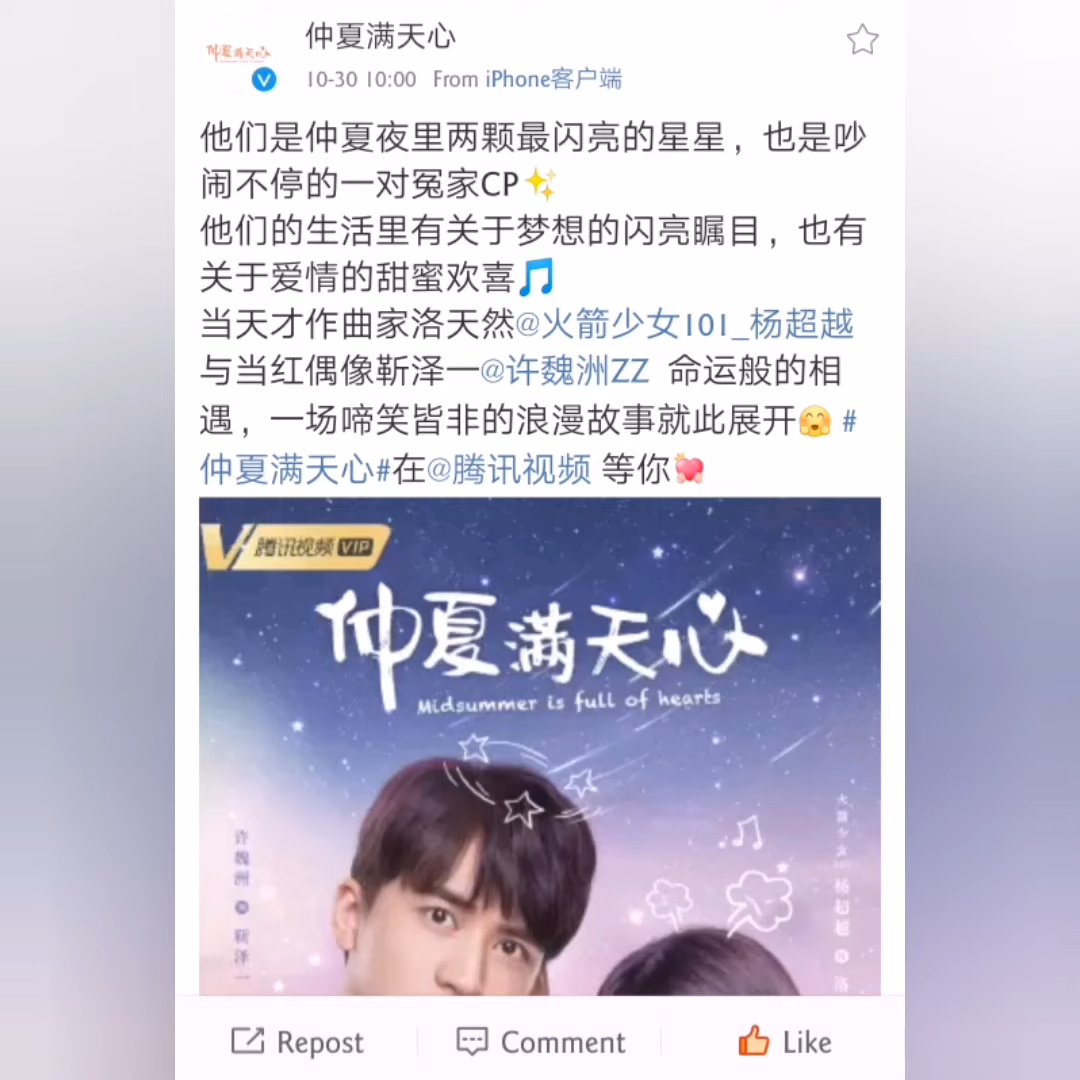 仲夏满天心
仲夏满天心
10-30 10:00 From iPhone客户端
他们是仲夏夜里两颗最闪亮的星星，也是吵
闹不停的一对冤家CP✨
他们的生活里有关于梦想的闪亮瞩目，也有
关于爱情的甜蜜欢喜🎵
当天才作曲家洛天然@火箭少女101_杨超越
与当红偶像靳泽一@许魏洲ZZ 命运般的相
遇，一场啼笑皆非的浪漫故事就此展开🤗 #
仲夏满天心#在@腾讯视频 等你💘
V 腾讯视频 VIP
仲夏满天心
Midsummer is full of hearts
许魏洲 饰 靳泽一
火箭少女101 杨超越 饰 洛
Repost
Comment
Like